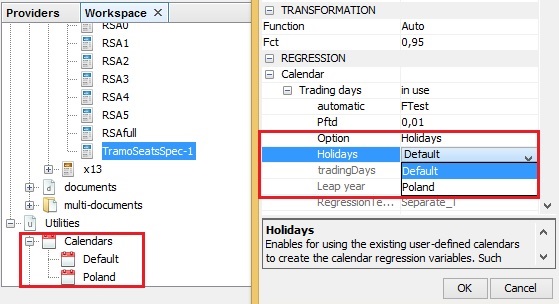 Providers
Workspace X
RSA0
RSA1
RSA2
RSA3
RSA4
RSA5
RSAfull
TramoSeatsSpec-1
x13
documents
multi-documents
Utilities
Calendars
Default
Poland
TRANSFORMATION
Function Auto
Fct 0,95
REGRESSION
Calendar
Trading days in use
automatic FTest
Pftd 0,01
Option Holidays
Holidays Default
tradingDays Default
Leap year Poland
RegressionTe... Separate_T
Holidays
Enables for using the existing user-defined calendars
to create the calendar regression variables. Such
OK Cancel